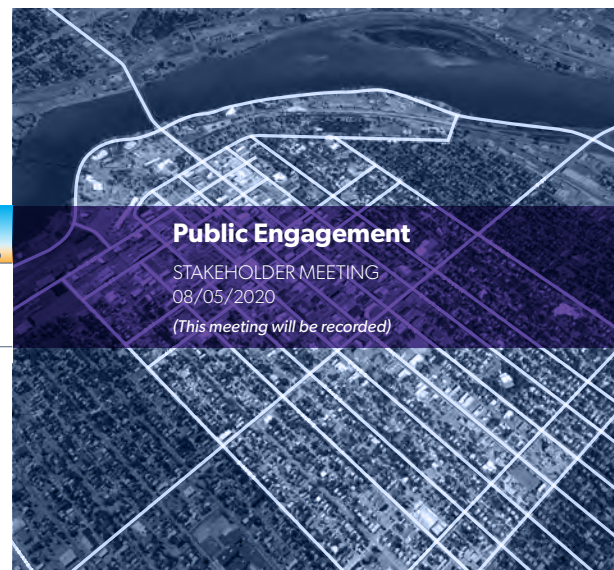 Public Engagement
STAKEHOLDER MEETING
08/05/2020
(This meeting will be recorded)